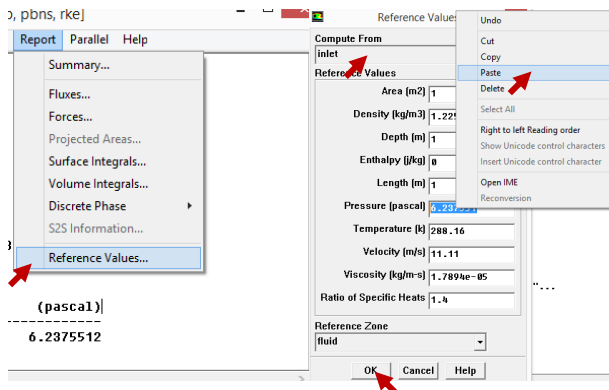 o, pbns, rke]
Report Parallel Help
Summary...
Fluxes...
Forces...
Projected Areas...
Surface Integrals...
Volume Integrals...
Discrete Phase
S2S Information...
Reference Values...
(pascal)
--------------------
6.2375512
Reference Values
Compute From
inlet
Reference Values
Area (m2) 1
Density (kg/m3) 1.225
Depth (m) 1
Enthalpy (j/kg) 0
Length (m) 1
Pressure (pascal)
Temperature (k) 288.16
Velocity (m/s) 11.11
Viscosity (kg/m-s) 1.7894e-05
Ratio of Specific Heats 1.4
Reference Zone
fluid
OK Cancel Help
Undo
Cut
Copy
Paste
Delete
Select All
Right to left Reading order
Show Unicode control characters
Insert Unicode control character
Open IME
Reconversion
"...